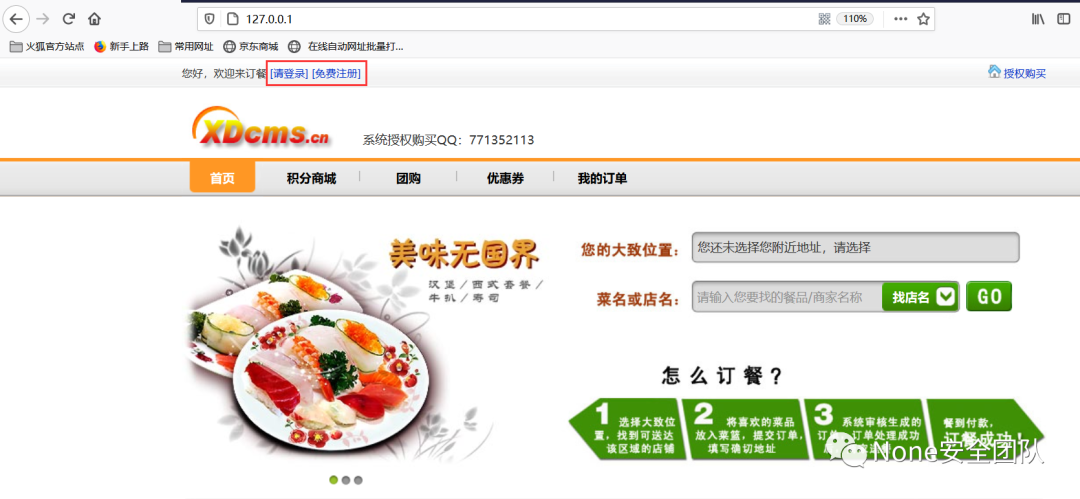 127.0.0.1
110%
火狐官方站点 新手上路 常用网址 京东商城 在线自动网址批量打...
您好，欢迎来订餐 [请登录] [免费注册]
授权购买
XDcms.cn
系统授权购买QQ：771352113
首页 积分商城 团购 优惠券 我的订单
美味无国界
汉堡／西式套餐／
牛扒／寿司
您的大致位置： 您还未选择您附近地址，请选择
菜名或店名： 请输入您要找的餐品/商家名称 找店名 GO
怎么订餐？
1 选择大致位
置，找到可送达
该区域的店铺
2 将喜欢的菜品
放入菜篮，提交订单，
填写确切地址
3 系统审核生成的
订单，订单处理成功
餐到付款，
订餐成功！
None安全团队